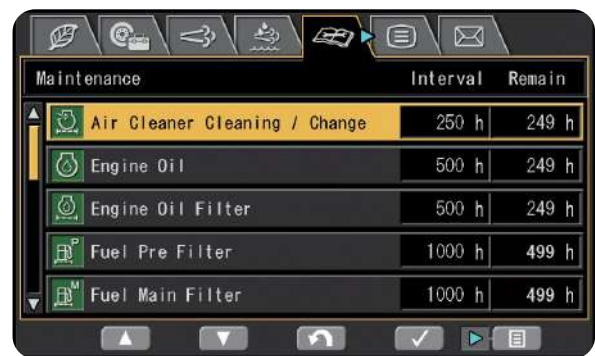 Maintenance Interval Remain
Air Cleaner Cleaning / Change 250 h 249 h
Engine Oil 500 h 249 h
Engine Oil Filter 500 h 249 h
P
Fuel Pre Filter 1000 h 499 h
M
Fuel Main Filter 1000 h 499 h